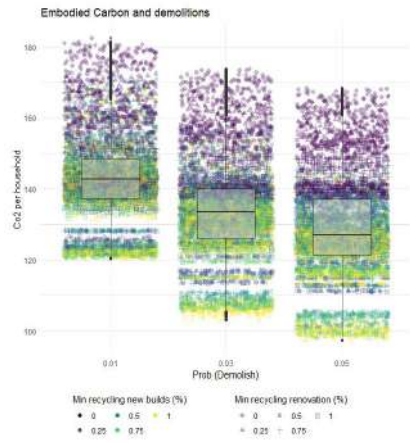 Embodied Carbon and demolitions
Co2 per household
180
160
140
120
100
0.01 0.03 0.05
Prob (Demolish)
Min recycling new builds (%) Min recycling renovation (%)
0 0.5 1 0 0.5 1
0.25 0.75 0.25 0.75